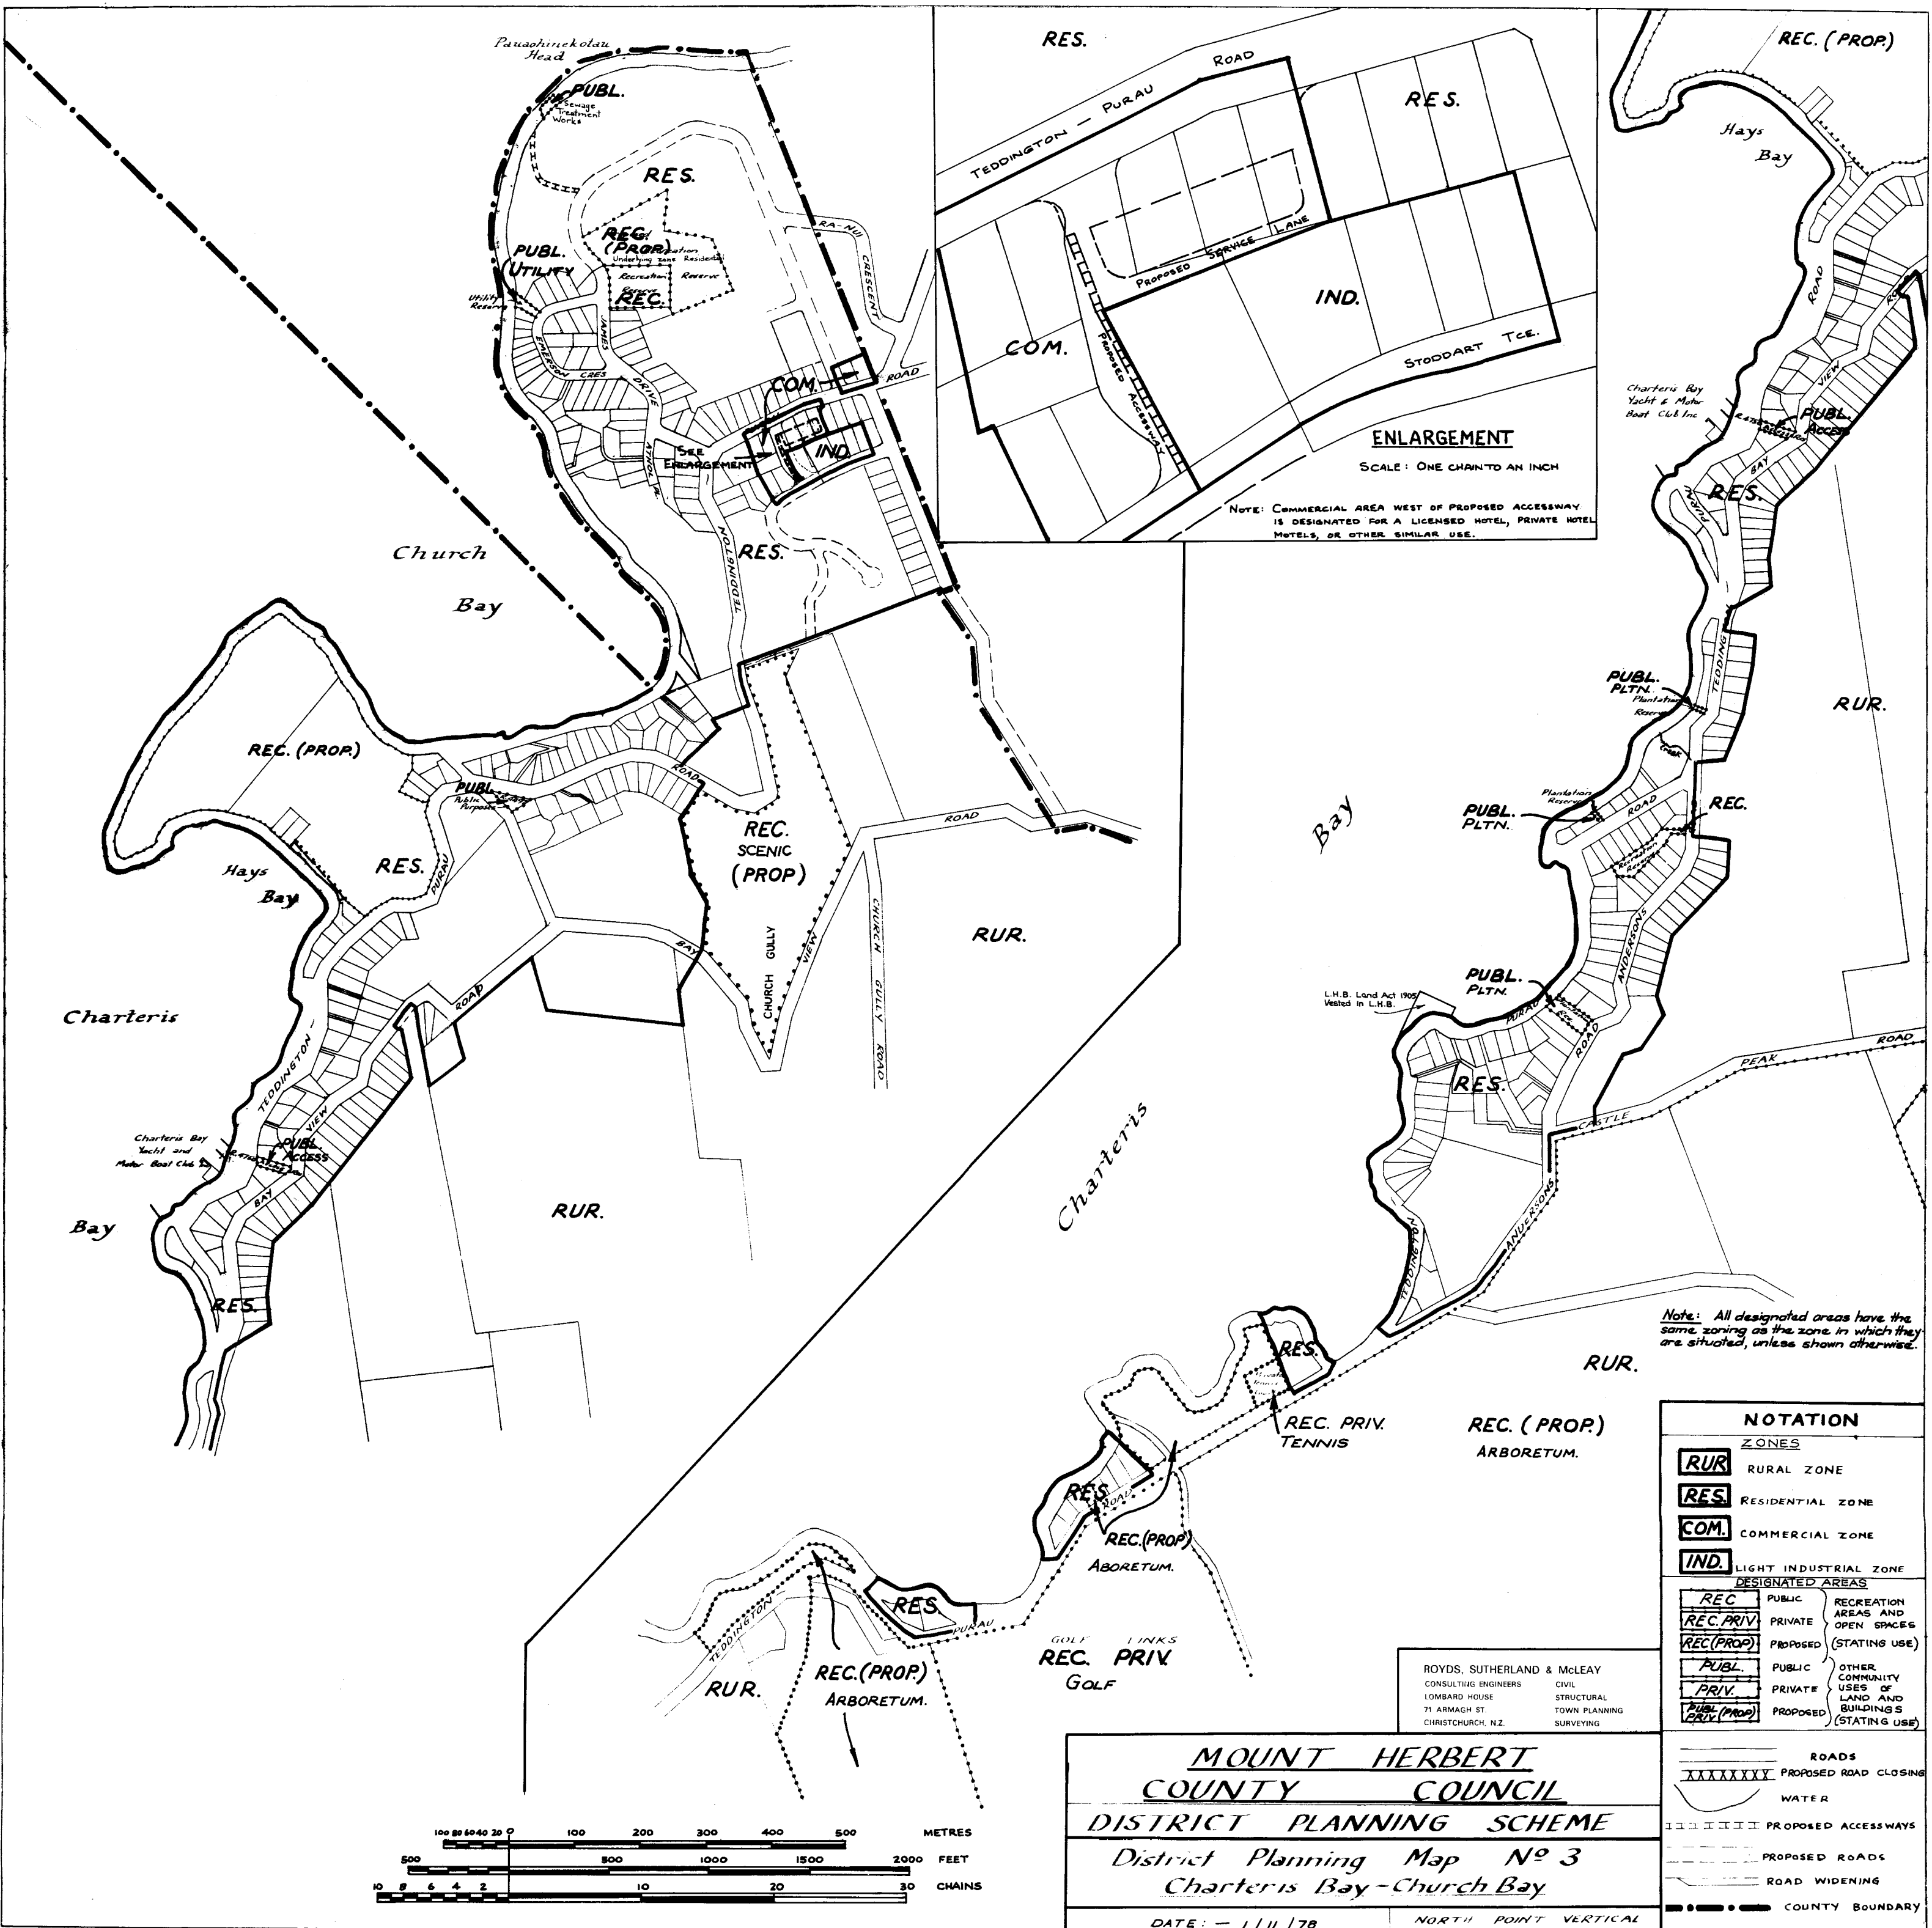 Pauaohinekotau
Head
PUBL.
Sewage
Treatment
Works
RES.
REC.
(PROP)
Underlying zone Residential
Recreation Reserve
Reserve
REC.
PUBL.
(UTILITY
Utility
Reserve
EMERSON
CRES
JAMES
DRIVE
ATHOL PL.
RA-NUI
CRESCENT
COM.
ROAD
SEE
ENLARGEMENT
IND.
RES.
TEDDINGTON
Church
Bay
REC. (PROP.)
PUBL.
Public
Purposes
ROAD
RES.
PURAU
Hays
Bay
REC.
SCENIC
(PROP)
CHURCH GULLY
VIEW
ROAD
CHURCH GULLY ROAD
RUR.
BAY
ROAD
Charteris
TEDDINGTON -
VIEW
Charteris Bay
Yacht and
Motor Boat Club
PUBL.
ACCESS
BAY
Bay
RES.
RUR.
RES.
TEDDINGTON - PURAU ROAD
RES.
PROPOSED SERVICE LANE
IND.
COM.
PROPOSED ACCESSWAY
STODDART TCE.
ENLARGEMENT
SCALE: ONE CHAIN TO AN INCH
NOTE: COMMERCIAL AREA WEST OF PROPOSED ACCESSWAY
IS DESIGNATED FOR A LICENSED HOTEL, PRIVATE HOTEL
MOTELS, OR OTHER SIMILAR USE.
REC. (PROP.)
Hays
Bay
ROAD
VIEW
Charteris Bay
Yacht & Motor
Boat Club Inc
PUBL.
ACCESS
BAY
RES.
PURAU
TEDDING
PUBL.
PLTN.
Plantation
Reserve
RUR.
Creek
Plantation
Reserve
PUBL.
PLTN.
ROAD
REC.
Recreation
Reserve
ANDERSONS
Bay
PUBL.
PLTN.
L.H.B. Land Act 1905
Vested in L.H.B.
PURAU
ROAD
RES.
CASTLE PEAK ROAD
Charteris
TEDDINGTON
ANDERSONS
Note: All designated areas have the
same zoning as the zone in which they
are situated, unless shown otherwise.
RES.
RUR.
REC. PRIV.
TENNIS
REC. (PROP.)
ARBORETUM.
RES.
ROAD
REC.(PROP)
ABORETUM.
RES.
PURAU
TEDDINGTON
RUR.
REC.(PROP.)
ARBORETUM.
GOLF LINKS
REC. PRIV.
GOLF
ROYDS, SUTHERLAND & McLEAY
CONSULTING ENGINEERS CIVIL
LOMBARD HOUSE STRUCTURAL
71 ARMAGH ST. TOWN PLANNING
CHRISTCHURCH, N.Z. SURVEYING
NOTATION
ZONES
RUR RURAL ZONE
RES. RESIDENTIAL ZONE
COM. COMMERCIAL ZONE
IND. LIGHT INDUSTRIAL ZONE
DESIGNATED AREAS
REC PUBLIC
REC. PRIV PRIVATE
REC(PROP) PROPOSED
RECREATION
AREAS AND
OPEN SPACES
(STATING USE)
PUBL. PUBLIC
PRIV. PRIVATE
PUBL
PRIV (PROP) PROPOSED
OTHER
COMMUNITY
USES OF
LAND AND
BUILDINGS
(STATING USE)
ROADS
PROPOSED ROAD CLOSING
WATER
PROPOSED ACCESSWAYS
PROPOSED ROADS
ROAD WIDENING
COUNTY BOUNDARY
MOUNT HERBERT
COUNTY COUNCIL
DISTRICT PLANNING SCHEME
District Planning Map Nº 3
Charteris Bay - Church Bay
DATE: - 1/11/78 NORTH POINT VERTICAL
100 80 60 40 20 0 100 200 300 400 500 METRES
500 500 1000 1500 2000 FEET
10 8 6 4 2 10 20 30 CHAINS